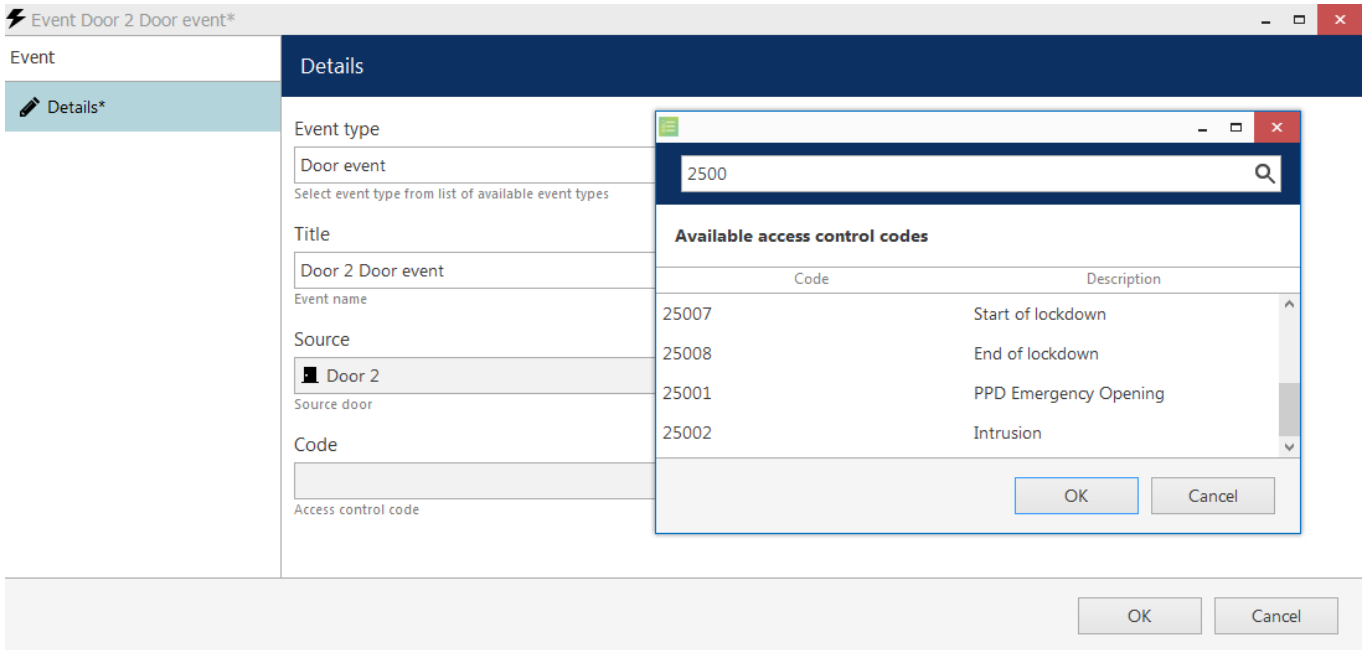 Event Door 2 Door event*
Event
Details*
Details
Event type
Door event
Select event type from list of available event types
Title
Door 2 Door event
Event name
Source
Door 2
Source door
Code
Access control code
2500
Available access control codes
Code Description
25007 Start of lockdown
25008 End of lockdown
25001 PPD Emergency Opening
25002 Intrusion
OK Cancel
OK Cancel